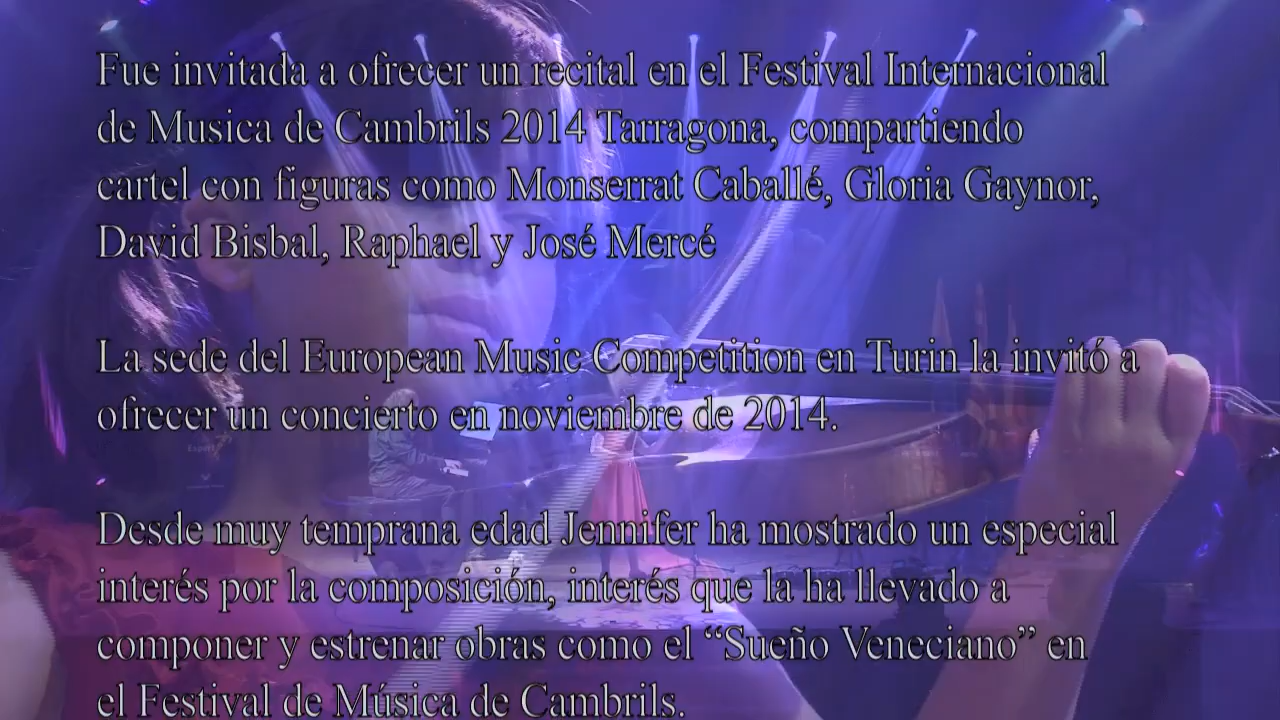 Fue invitada a ofrecer un recital en el Festival Internacional
de Musica de Cambrils 2014 Tarragona, compartiendo
cartel con figuras como Monserrat Caballé, Gloria Gaynor,
David Bisbal, Raphael y José Mercé
La sede del European Music Competition en Turin la invitó a
ofrecer un concierto en noviembre de 2014.
Desde muy temprana edad Jennifer ha mostrado un especial
interés por la composición, interés que la ha llevado a
componer y estrenar obras como el “Sueño Veneciano” en
el Festival de Música de Cambrils.